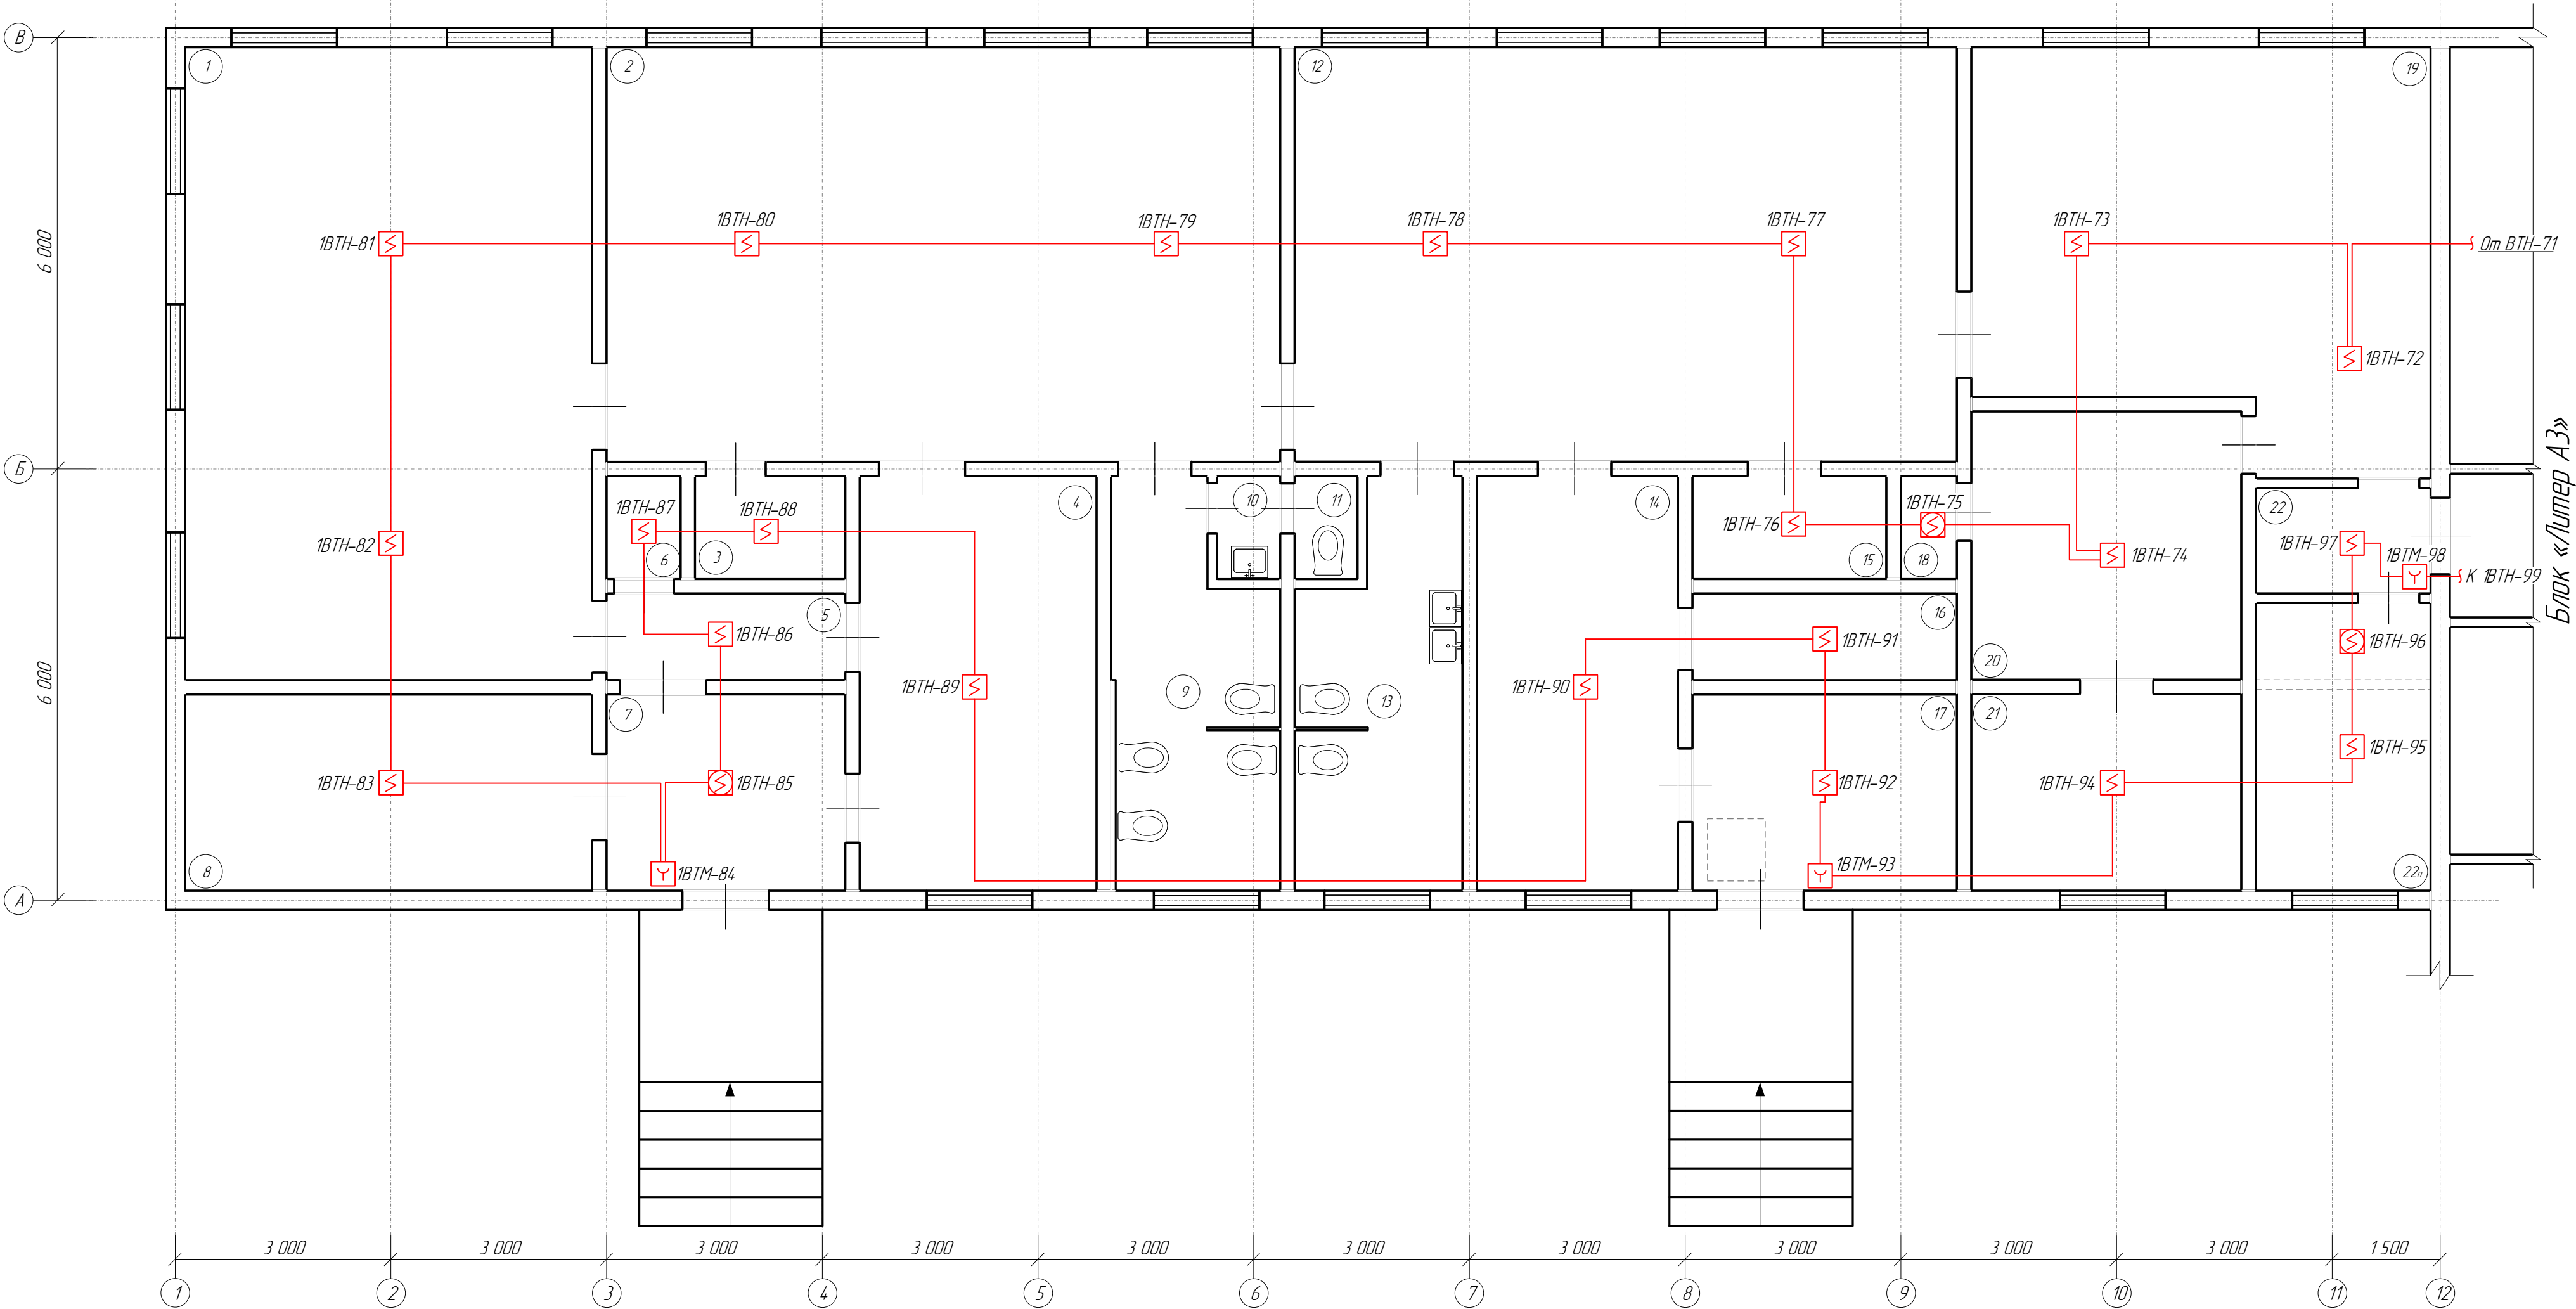 В
1
2
12
19
1ВТН-80
1ВТН-79
1ВТН-78
1ВТН-77
1ВТН-73
1ВТН-81
От ВТН-71
6 000
1ВТН-72
Б
Блок «Литер А3»
1ВТН-87
1ВТН-88
4
10
11
14
1ВТН-75
22
1ВТН-82
1ВТН-76
1ВТН-74
1ВТН-97
1ВТМ-98
6
3
15
18
К 1ВТН-99
5
16
1ВТН-86
1ВТН-91
1ВТН-96
20
6 000
1ВТН-89
9
13
1ВТН-90
7
17
21
1ВТН-95
1ВТН-83
1ВТН-85
1ВТН-92
1ВТН-94
8
1ВТМ-84
1ВТМ-93
22а
А
3 000
3 000
3 000
3 000
3 000
3 000
3 000
3 000
3 000
3 000
1 500
1
2
3
4
5
6
7
8
9
10
11
12